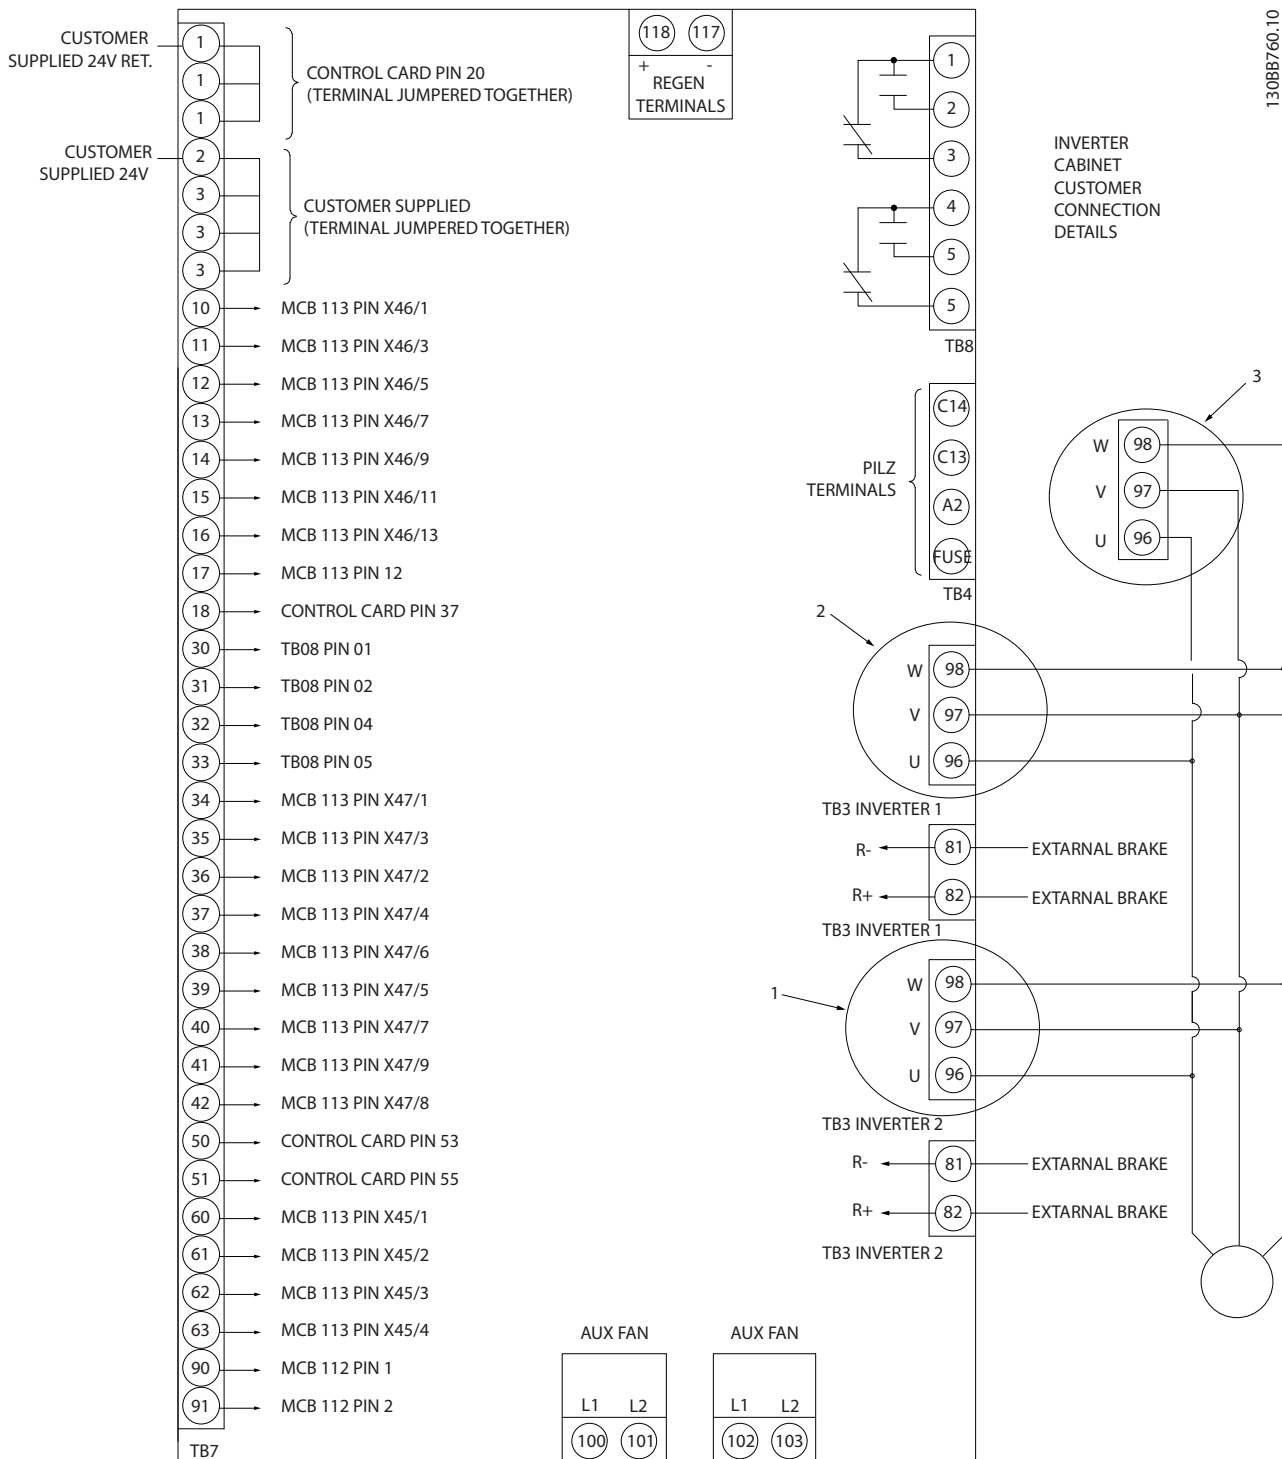 130BB760.10
CUSTOMER
SUPPLIED 24V RET.
1
1
1
CONTROL CARD PIN 20
(TERMINAL JUMPERED TOGETHER)
CUSTOMER
SUPPLIED 24V
2
3
3
3
CUSTOMER SUPPLIED
(TERMINAL JUMPERED TOGETHER)
10 MCB 113 PIN X46/1
11 MCB 113 PIN X46/3
12 MCB 113 PIN X46/5
13 MCB 113 PIN X46/7
14 MCB 113 PIN X46/9
15 MCB 113 PIN X46/11
16 MCB 113 PIN X46/13
17 MCB 113 PIN 12
18 CONTROL CARD PIN 37
30 TB08 PIN 01
31 TB08 PIN 02
32 TB08 PIN 04
33 TB08 PIN 05
34 MCB 113 PIN X47/1
35 MCB 113 PIN X47/3
36 MCB 113 PIN X47/2
37 MCB 113 PIN X47/4
38 MCB 113 PIN X47/6
39 MCB 113 PIN X47/5
40 MCB 113 PIN X47/7
41 MCB 113 PIN X47/9
42 MCB 113 PIN X47/8
50 CONTROL CARD PIN 53
51 CONTROL CARD PIN 55
60 MCB 113 PIN X45/1
61 MCB 113 PIN X45/2
62 MCB 113 PIN X45/3
63 MCB 113 PIN X45/4
90 MCB 112 PIN 1
91 MCB 112 PIN 2
TB7
118 117
+ -
REGEN
TERMINALS
1
2
3
4
5
5
TB8
INVERTER
CABINET
CUSTOMER
CONNECTION
DETAILS
PILZ
TERMINALS
C14
C13
A2
FUSE
TB4
3
W 98
V 97
U 96
2
W 98
V 97
U 96
TB3 INVERTER 1
R- 81 EXTARNAL BRAKE
R+ 82 EXTARNAL BRAKE
TB3 INVERTER 1
1
W 98
V 97
U 96
TB3 INVERTER 2
R- 81 EXTARNAL BRAKE
R+ 82 EXTARNAL BRAKE
TB3 INVERTER 2
AUX FAN
L1 L2
100 101
AUX FAN
L1 L2
102 103